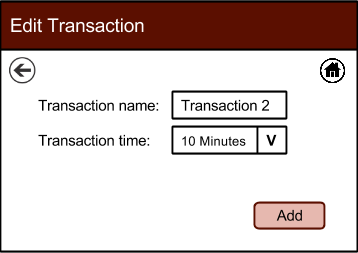 Edit Transaction
Transaction name: Transaction 2
Transaction time: 10 Minutes V
Add